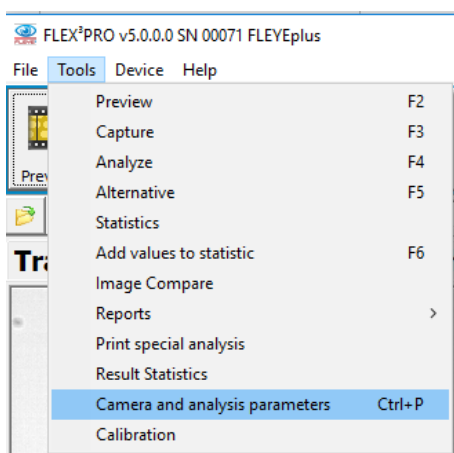 FLEX³PRO v5.0.0.0 SN 00071 FLEYEplus
File Tools Device Help
Preview F2
Capture F3
Analyze F4
Alternative F5
Statistics
Add values to statistic F6
Image Compare
Reports
Print special analysis
Result Statistics
Camera and analysis parameters Ctrl+P
Calibration